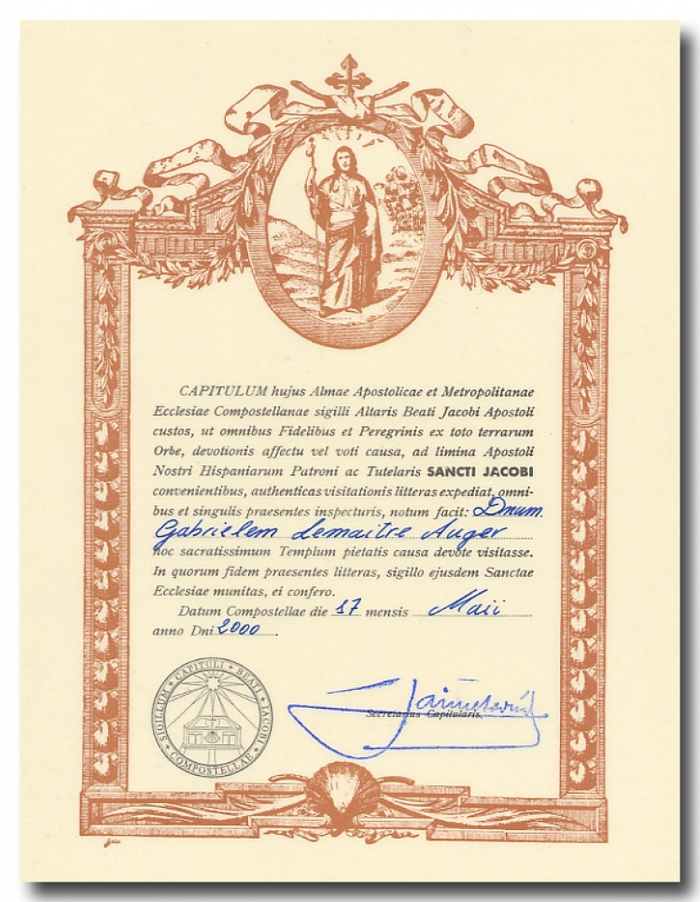 CAPITULUM hujus Almae Apostolicae et Metropolitanae
Ecclesiae Compostellanae sigilli Altaris Beati Jacobi Apostoli
custos, ut omnibus Fidelibus et Peregrinis ex toto terrarum
Orbe, devotionis affectu vel voti causa, ad limina Apostoli
Nostri Hispaniarum Patroni ac Tutelaris SANCTI JACOBI
convenientibus, authenticas visitationis litteras expediat, omni-
bus et singulis praesentes inspecturis, notum facit: Dnum.
Gabrielem Lemaitre Auger
hoc sacratissimum Templum pietatis causa devote visitasse.
In quorum fidem praesentes litteras, sigillo ejusdem Sanctae
Ecclesiae munitas, ei confero.
Datum Compostellae die 17 mensis Maii
anno Dni 2000.
SIGILLUM + CAPITULI + BEATI + JACOBI + COMPOSTELLAE +
Secretarius Capitularis.